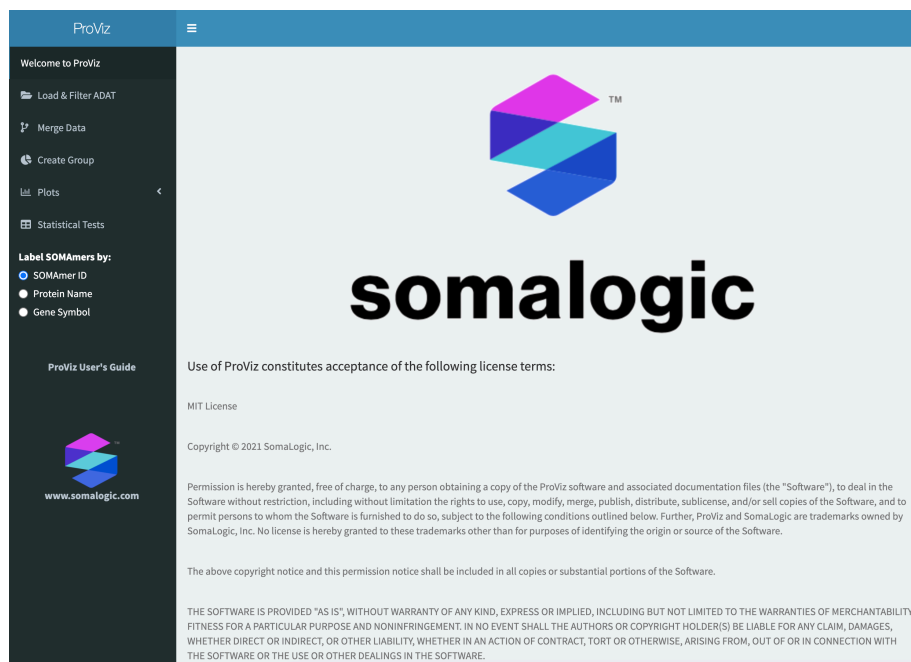 ProViz
Welcome to ProViz
Load & Filter ADAT
Merge Data
Create Group
Plots
Statistical Tests
Label SOMAmers by:
SOMAmer ID
Protein Name
Gene Symbol
ProViz User's Guide
TM
www.somalogic.com
TM
somalogic
Use of ProViz constitutes acceptance of the following license terms:
MIT License
Copyright © 2021 SomaLogic, Inc.
Permission is hereby granted, free of charge, to any person obtaining a copy of the ProViz software and associated documentation files (the "Software"), to deal in the
Software without restriction, including without limitation the rights to use, copy, modify, merge, publish, distribute, sublicense, and/or sell copies of the Software, and to
permit persons to whom the Software is furnished to do so, subject to the following conditions outlined below. Further, ProViz and SomaLogic are trademarks owned by
SomaLogic, Inc. No license is hereby granted to these trademarks other than for purposes of identifying the origin or source of the Software.
The above copyright notice and this permission notice shall be included in all copies or substantial portions of the Software.
THE SOFTWARE IS PROVIDED "AS IS", WITHOUT WARRANTY OF ANY KIND, EXPRESS OR IMPLIED, INCLUDING BUT NOT LIMITED TO THE WARRANTIES OF MERCHANTABILITY
FITNESS FOR A PARTICULAR PURPOSE AND NONINFRINGEMENT. IN NO EVENT SHALL THE AUTHORS OR COPYRIGHT HOLDER(S) BE LIABLE FOR ANY CLAIM, DAMAGES,
WHETHER DIRECT OR INDIRECT, OR OTHER LIABILITY, WHETHER IN AN ACTION OF CONTRACT, TORT OR OTHERWISE, ARISING FROM, OUT OF OR IN CONNECTION WITH
THE SOFTWARE OR THE USE OR OTHER DEALINGS IN THE SOFTWARE.